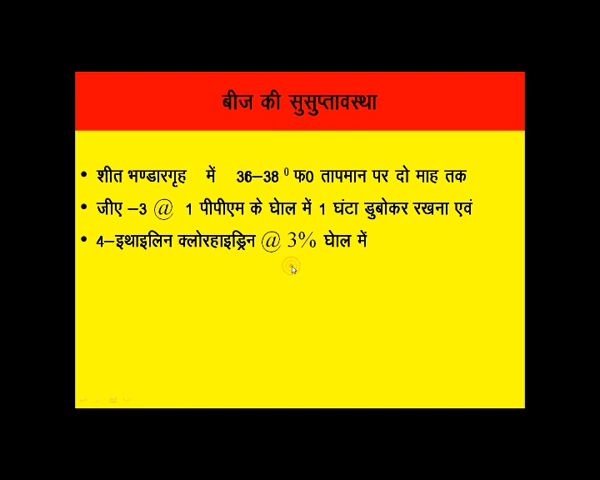 बीज की सुसुप्तावस्था
• शीत भण्डारगृह में 36–38 ⁰ फ0 तापमान पर दो माह तक
• जीए –3 @ 1 पीपीएम के घेाल में 1 घंटा डुबोकर रखना एवं
• 4–इथाइलिन क्लोरहाइड्रिन @ 3% घेाल में